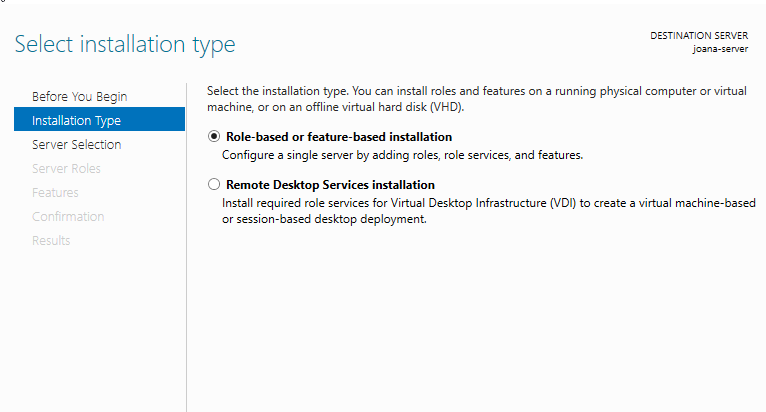 Select installation type
DESTINATION SERVER
joana-server
Before You Begin
Installation Type
Server Selection
Server Roles
Features
Confirmation
Results
Select the installation type. You can install roles and features on a running physical computer or virtual
machine, or on an offline virtual hard disk (VHD).
Role-based or feature-based installation
Configure a single server by adding roles, role services, and features.
Remote Desktop Services installation
Install required role services for Virtual Desktop Infrastructure (VDI) to create a virtual machine-based
or session-based desktop deployment.